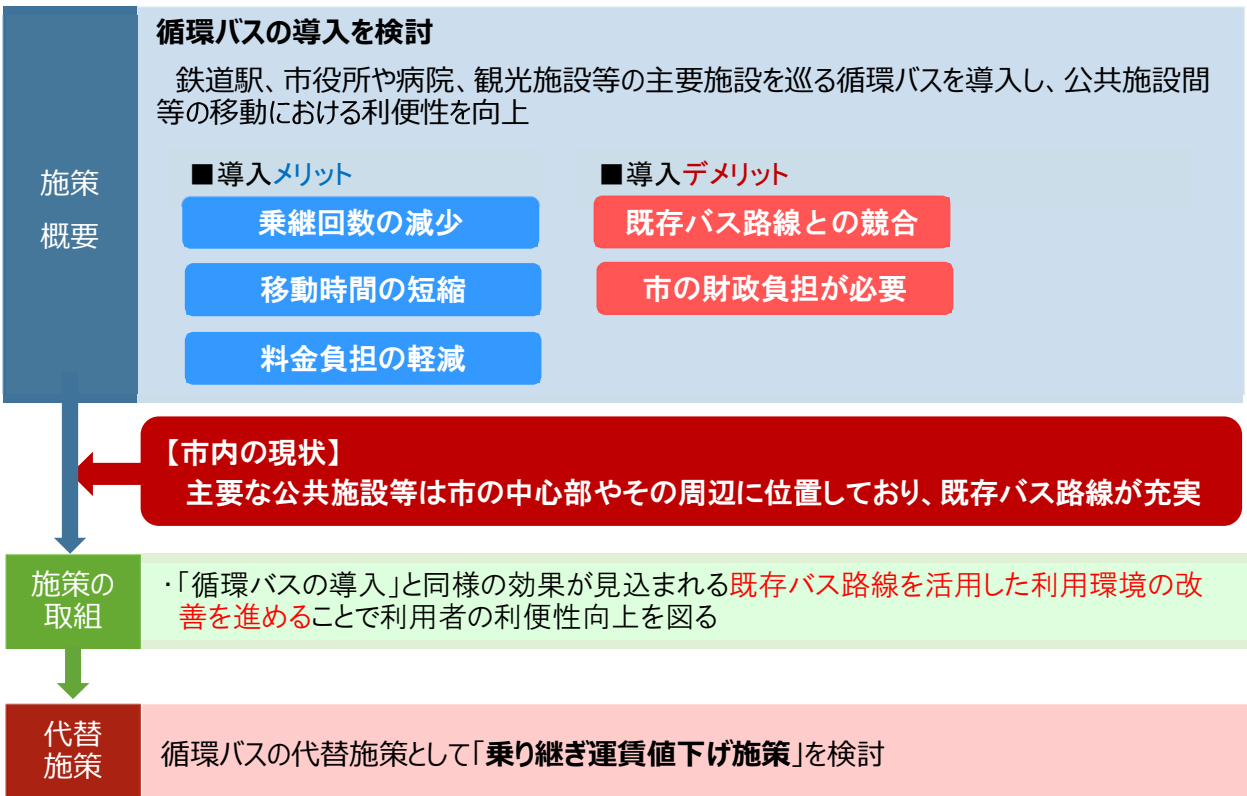 施策
概要
循環バスの導入を検討
鉄道駅、市役所や病院、観光施設等の主要施設を巡る循環バスを導入し、公共施設間
等の移動における利便性を向上
■導入メリット
乗継回数の減少
移動時間の短縮
料金負担の軽減
■導入デメリット
既存バス路線との競合
市の財政負担が必要
【市内の現状】
主要な公共施設等は市の中心部やその周辺に位置しており、既存バス路線が充実
施策の
取組
・「循環バスの導入」と同様の効果が見込まれる既存バス路線を活用した利用環境の改
善を進めることで利用者の利便性向上を図る
代替
施策
循環バスの代替施策として「乗り継ぎ運賃値下げ施策」を検討